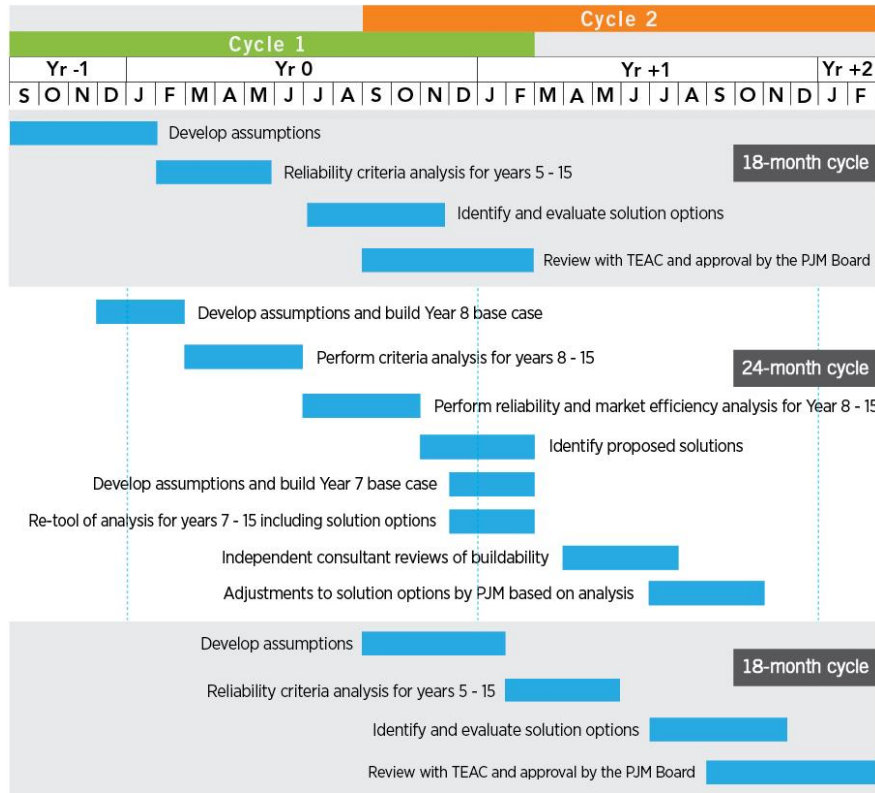 Cycle 2
Cycle 1
Yr -1 Yr 0 Yr +1 Yr +2
S O N D J F M A M J J A S O N D J F M A M J J A S O N D J F
Develop assumptions
18-month cycle
Reliability criteria analysis for years 5 - 15
Identify and evaluate solution options
Review with TEAC and approval by the PJM Board
Develop assumptions and build Year 8 base case
Perform criteria analysis for years 8 - 15
24-month cycle
Perform reliability and market efficiency analysis for Year 8 - 15
Identify proposed solutions
Develop assumptions and build Year 7 base case
Re-tool of analysis for years 7 - 15 including solution options
Independent consultant reviews of buildability
Adjustments to solution options by PJM based on analysis
Develop assumptions
18-month cycle
Reliability criteria analysis for years 5 - 15
Identify and evaluate solution options
Review with TEAC and approval by the PJM Board